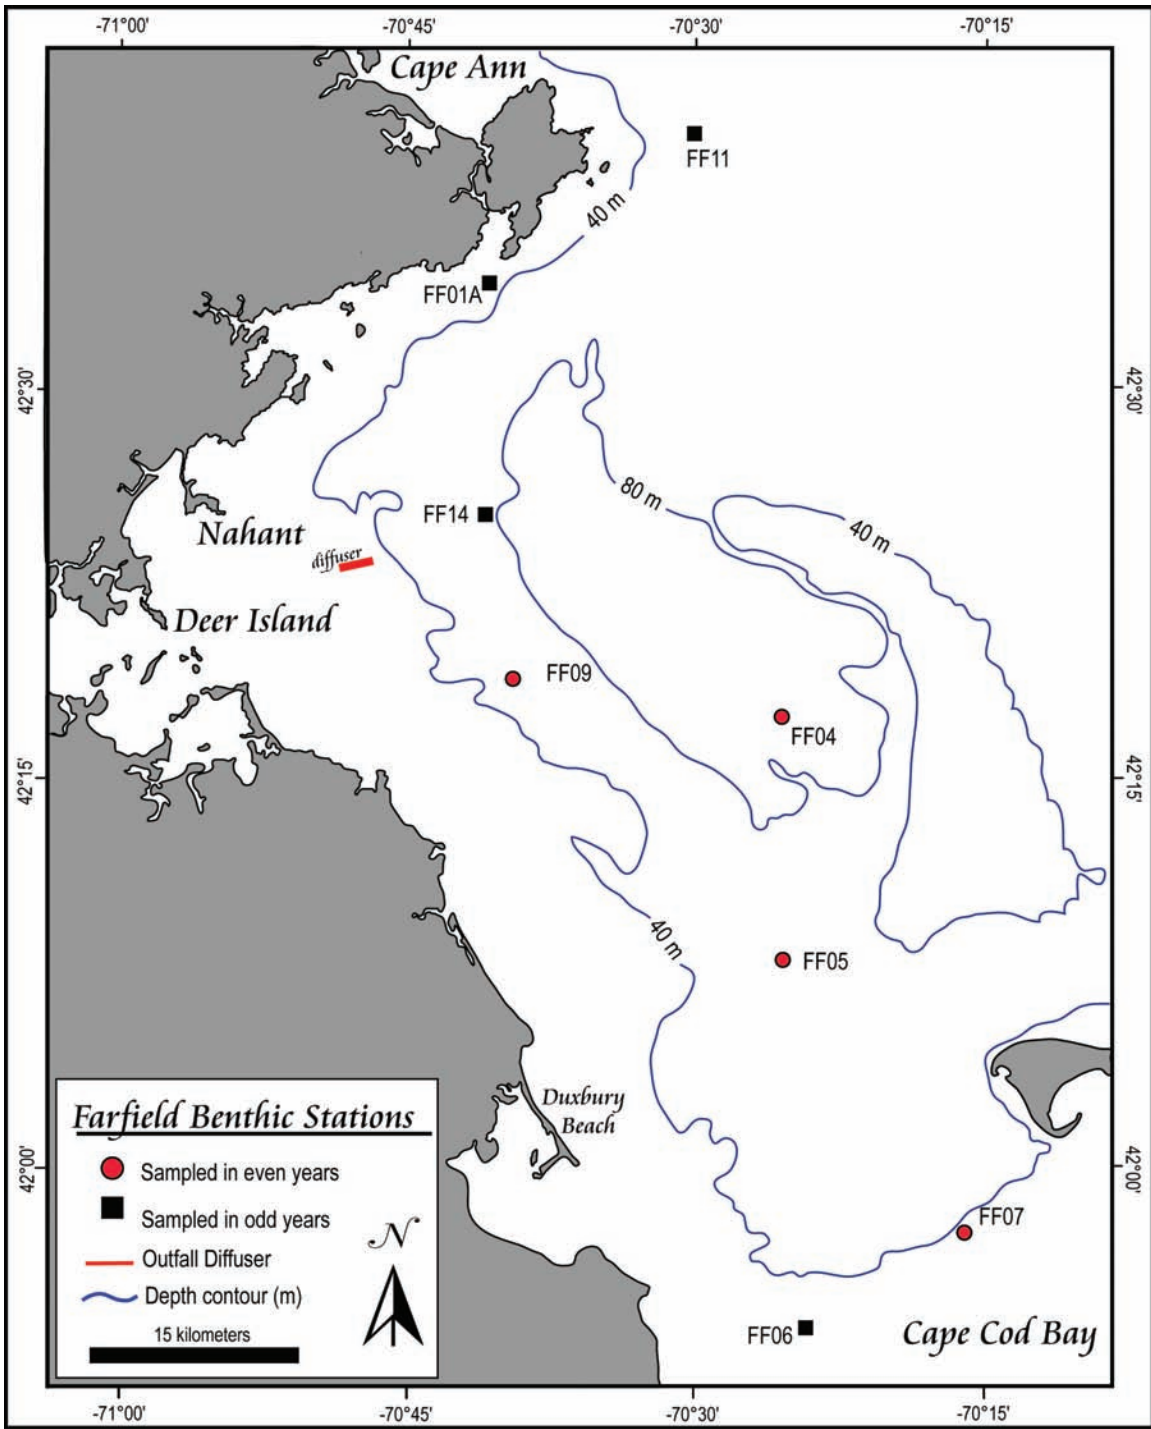 -71°00'
-70°45'
-70°30'
-70°15'
Cape Ann
FF11
40 m
FF01A
42°30'
42°30'
80 m
FF14
40 m
Nahant
diffuser
Deer Island
FF09
FF04
42°15'
42°15'
40 m
FF05
Duxbury
Beach
Farfield Benthic Stations
Sampled in even years
42°00'
42°00'
Sampled in odd years
N
FF07
Outfall Diffuser
Depth contour (m)
15 kilometers
FF06
Cape Cod Bay
-71°00'
-70°45'
-70°30'
-70°15'